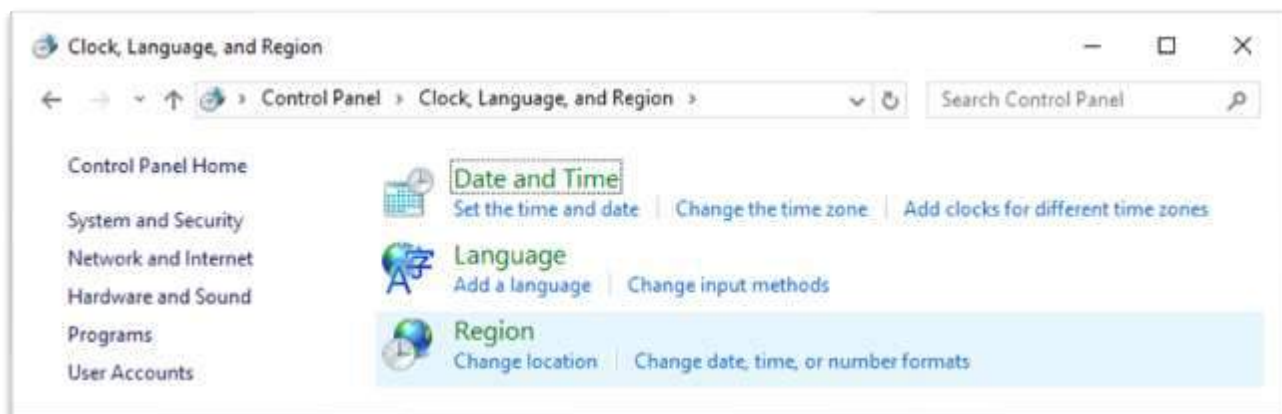 Clock, Language, and Region
Control Panel › Clock, Language, and Region ›
Search Control Panel
Control Panel Home
System and Security
Network and Internet
Hardware and Sound
Programs
User Accounts
Date and Time
Set the time and date | Change the time zone | Add clocks for different time zones
Language
Add a language | Change input methods
Region
Change location | Change date, time, or number formats